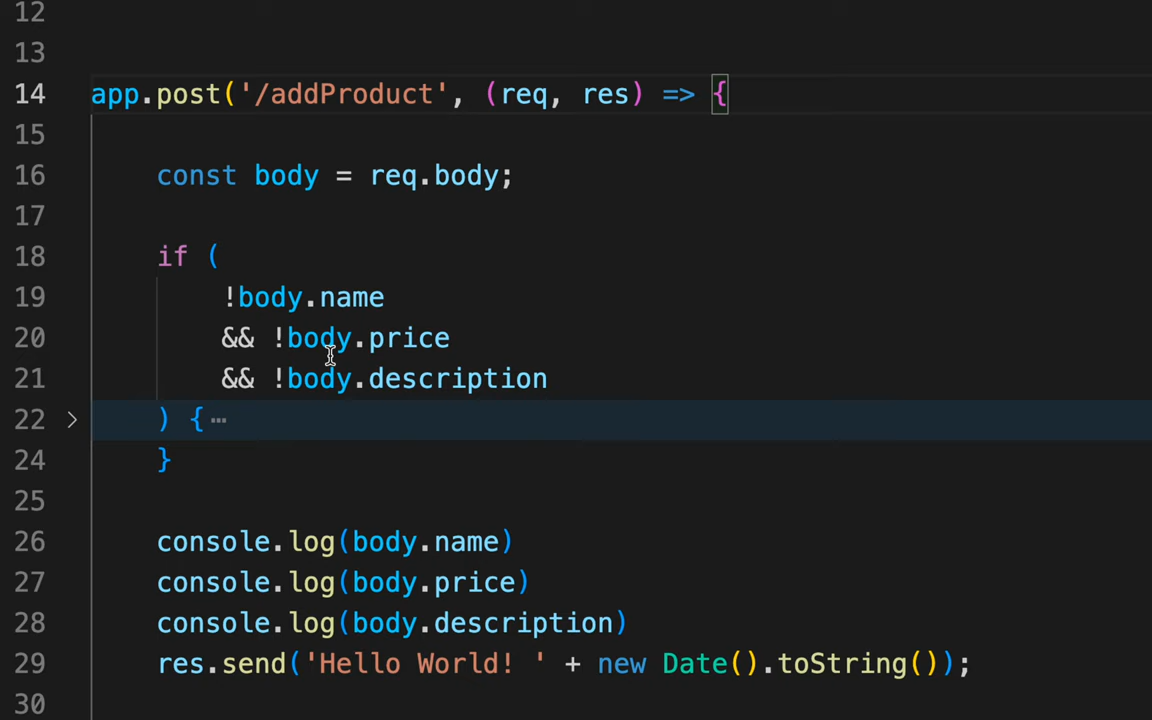 12
13
14 app.post('/addProduct', (req, res) => {
15
16 const body = req.body;
17
18 if (
19 !body.name
20 && !body.price
21 && !body.description
22 ) {⋯
24 }
25
26 console.log(body.name)
27 console.log(body.price)
28 console.log(body.description)
29 res.send('Hello World! ' + new Date().toString());
30